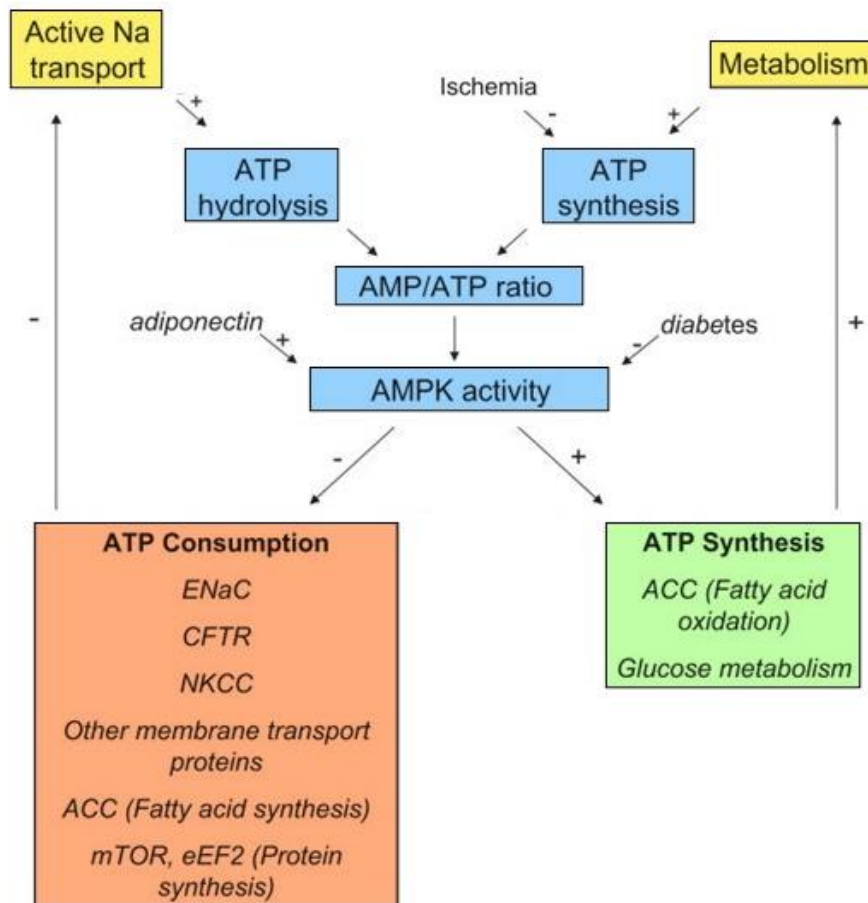 Active Na
transport
Metabolism
Ischemia
+
-
+
ATP
hydrolysis
ATP
synthesis
AMP/ATP ratio
-
adiponectin
+
diabetes
-
+
AMPK activity
-
+
ATP Consumption
ENaC
CFTR
NKCC
Other membrane transport
proteins
ACC (Fatty acid synthesis)
mTOR, eEF2 (Protein
synthesis)
ATP Synthesis
ACC (Fatty acid
oxidation)
Glucose metabolism